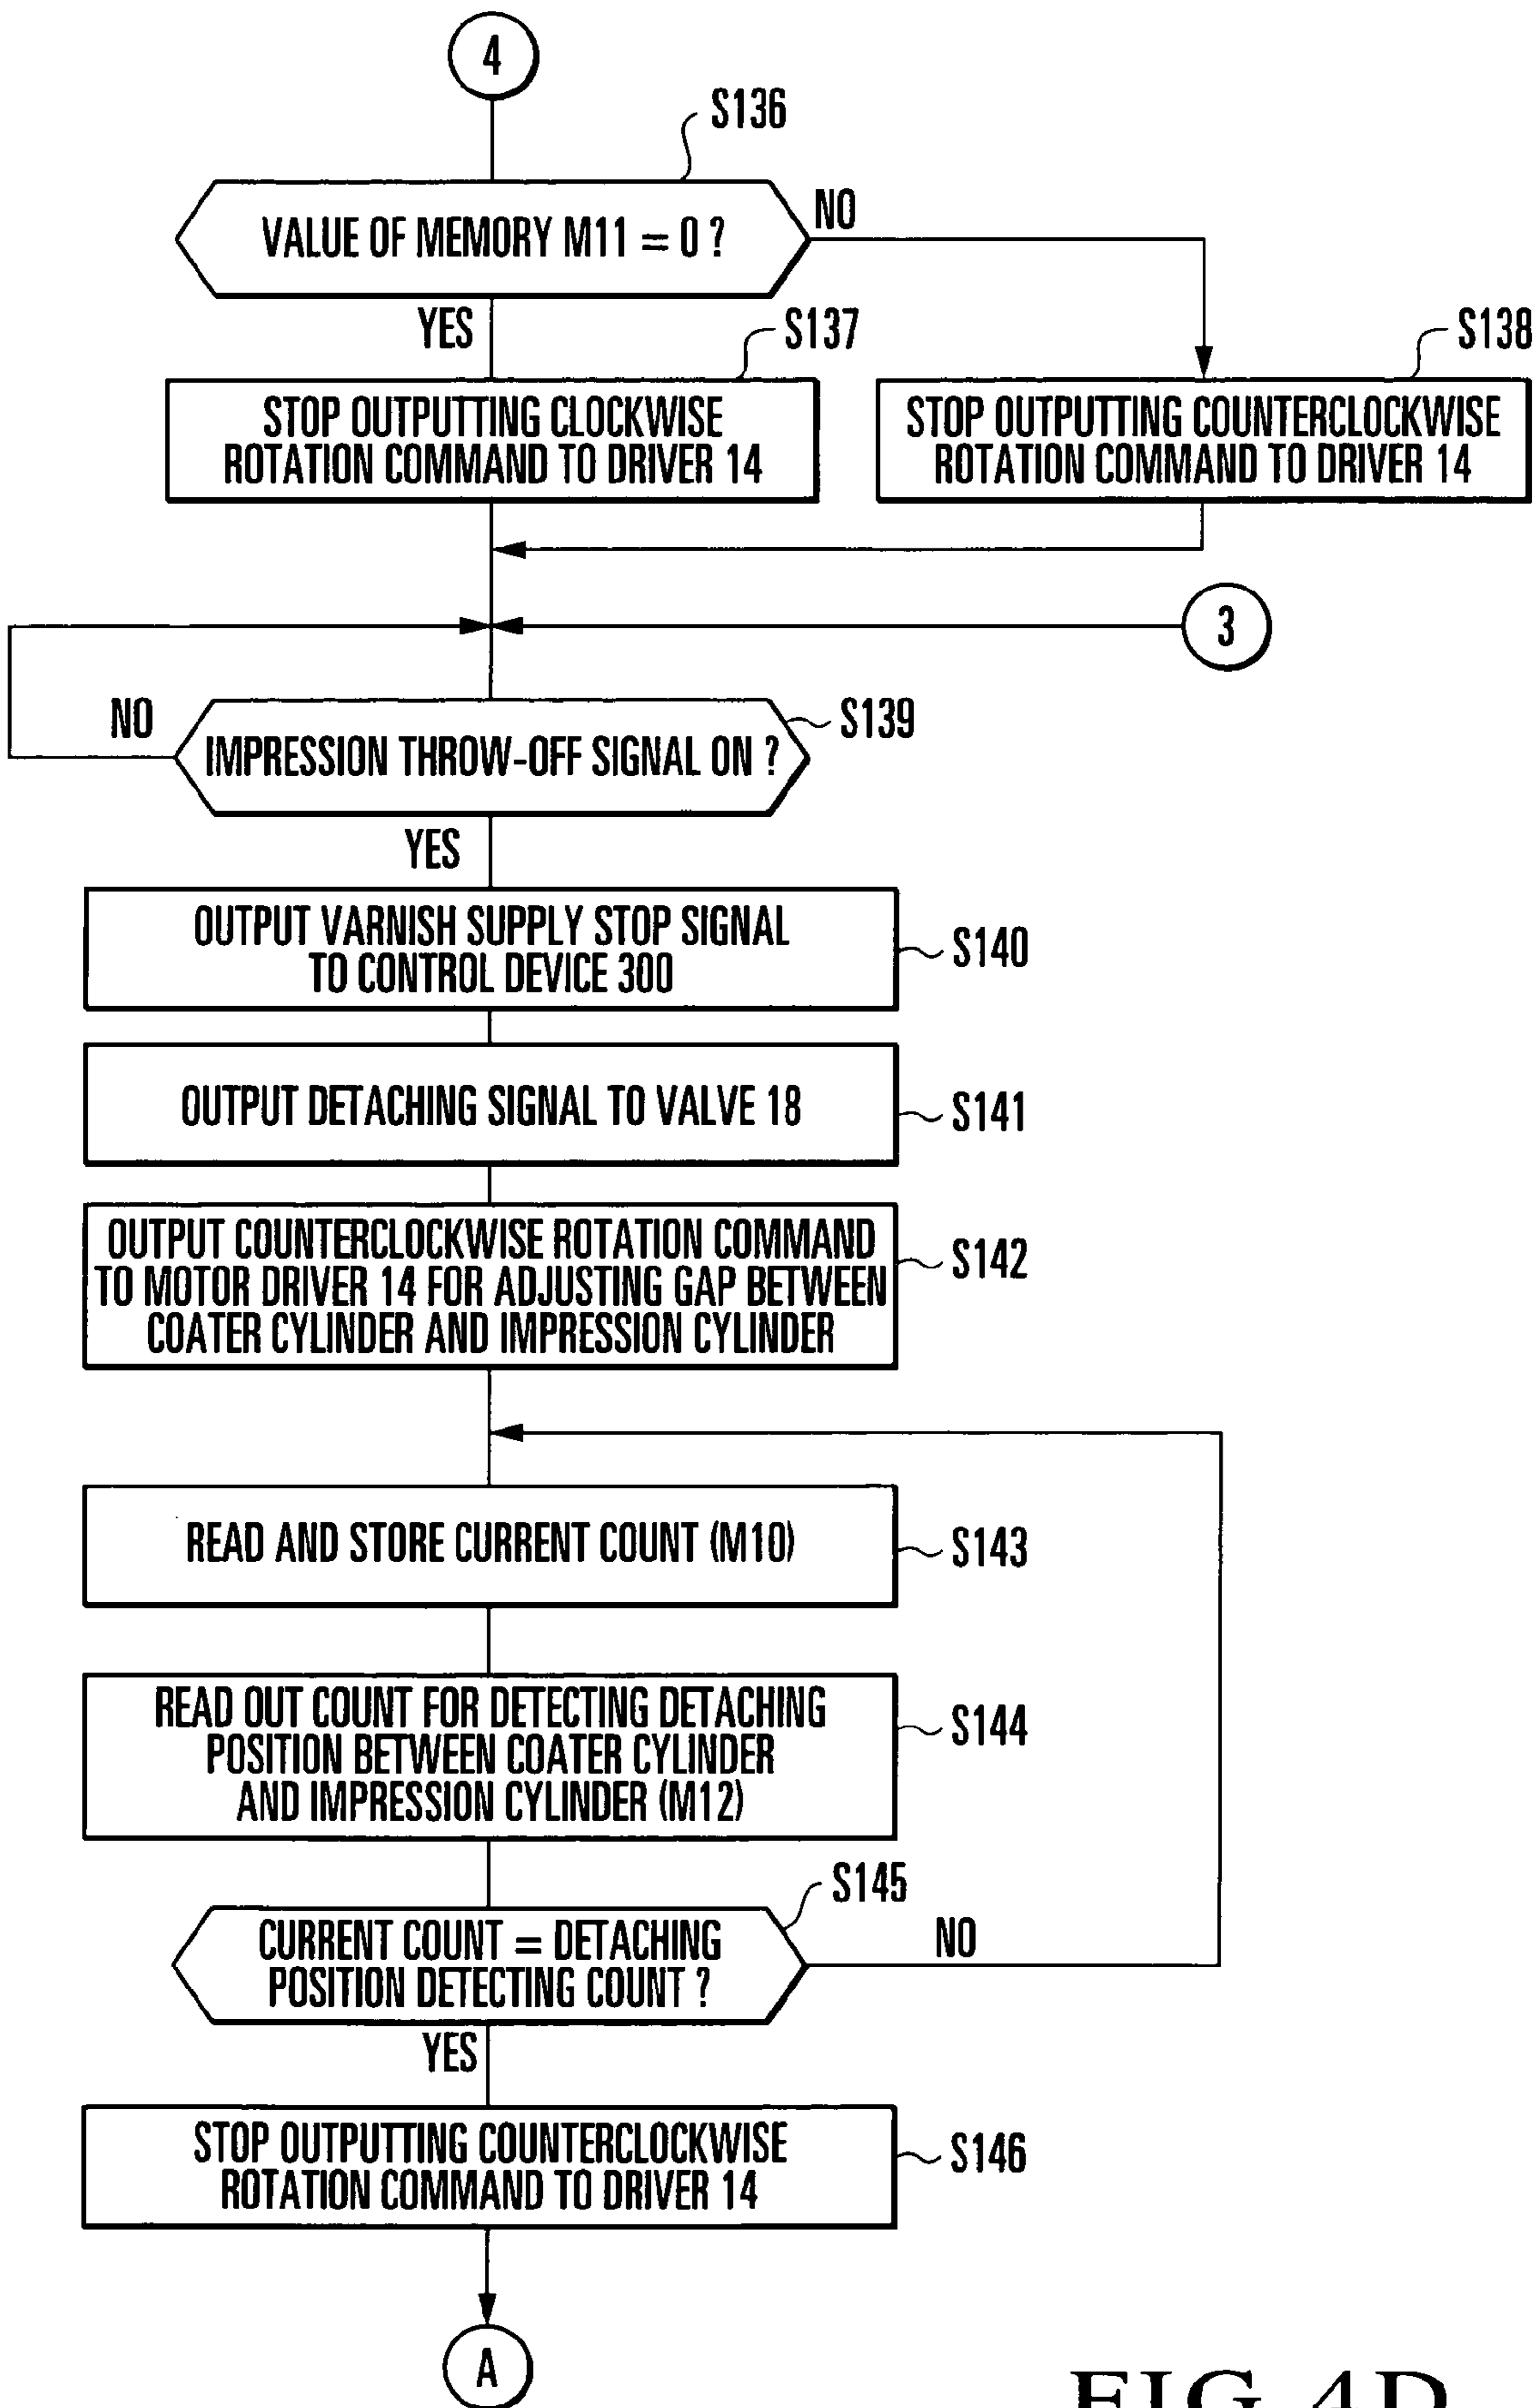 4
S136
VALUE OF MEMORY M11 = 0 ?
NO
YES
S137
S138
STOP OUTPUTTING CLOCKWISE
ROTATION COMMAND TO DRIVER 14
STOP OUTPUTTING COUNTERCLOCKWISE
ROTATION COMMAND TO DRIVER 14
3
NO
S139
IMPRESSION THROW-OFF SIGNAL ON ?
YES
OUTPUT VARNISH SUPPLY STOP SIGNAL
TO CONTROL DEVICE 300
S140
OUTPUT DETACHING SIGNAL TO VALVE 18
S141
OUTPUT COUNTERCLOCKWISE ROTATION COMMAND
TO MOTOR DRIVER 14 FOR ADJUSTING GAP BETWEEN
COATER CYLINDER AND IMPRESSION CYLINDER
S142
READ AND STORE CURRENT COUNT (M10)
S143
READ OUT COUNT FOR DETECTING DETACHING
POSITION BETWEEN COATER CYLINDER
AND IMPRESSION CYLINDER (M12)
S144
S145
CURRENT COUNT = DETACHING
POSITION DETECTING COUNT ?
NO
YES
STOP OUTPUTTING COUNTERCLOCKWISE
ROTATION COMMAND TO DRIVER 14
S146
A
FIG. 4D